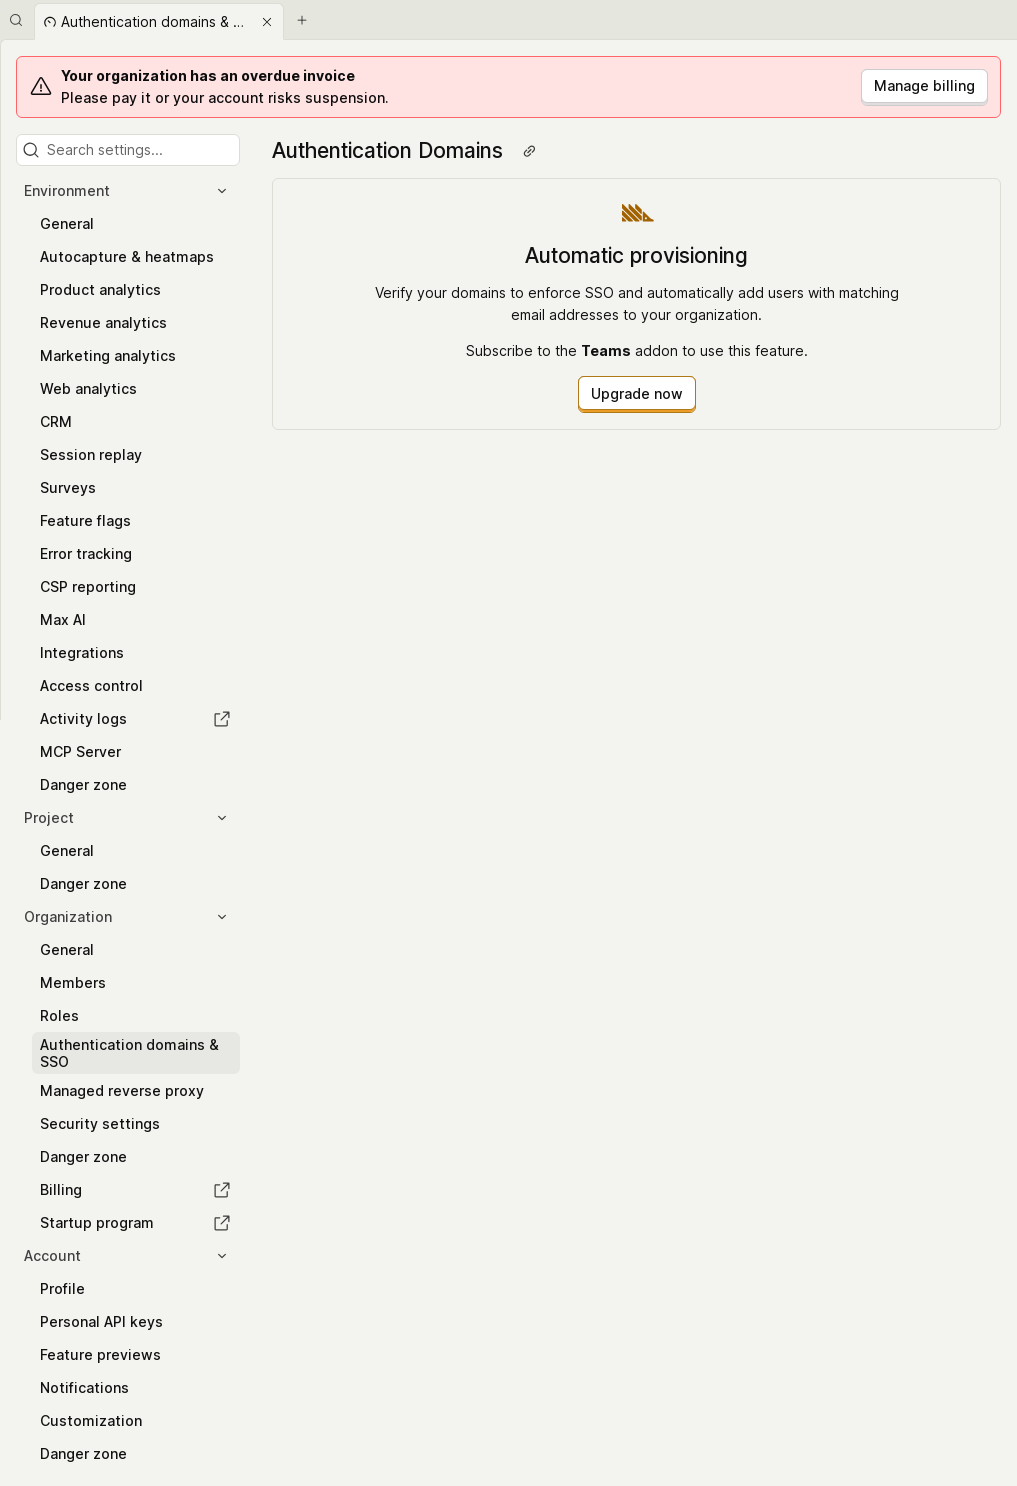 Authentication domains & ...
Your organization has an overdue invoice
Please pay it or your account risks suspension.
Manage billing
Search settings...
Environment
General
Autocapture & heatmaps
Product analytics
Revenue analytics
Marketing analytics
Web analytics
CRM
Session replay
Surveys
Feature flags
Error tracking
CSP reporting
Max AI
Integrations
Access control
Activity logs
MCP Server
Danger zone
Project
General
Danger zone
Organization
General
Members
Roles
Authentication domains &
SSO
Managed reverse proxy
Security settings
Danger zone
Billing
Startup program
Account
Profile
Personal API keys
Feature previews
Notifications
Customization
Danger zone
Authentication Domains
Automatic provisioning
Verify your domains to enforce SSO and automatically add users with matching
email addresses to your organization.
Subscribe to the Teams addon to use this feature.
Upgrade now